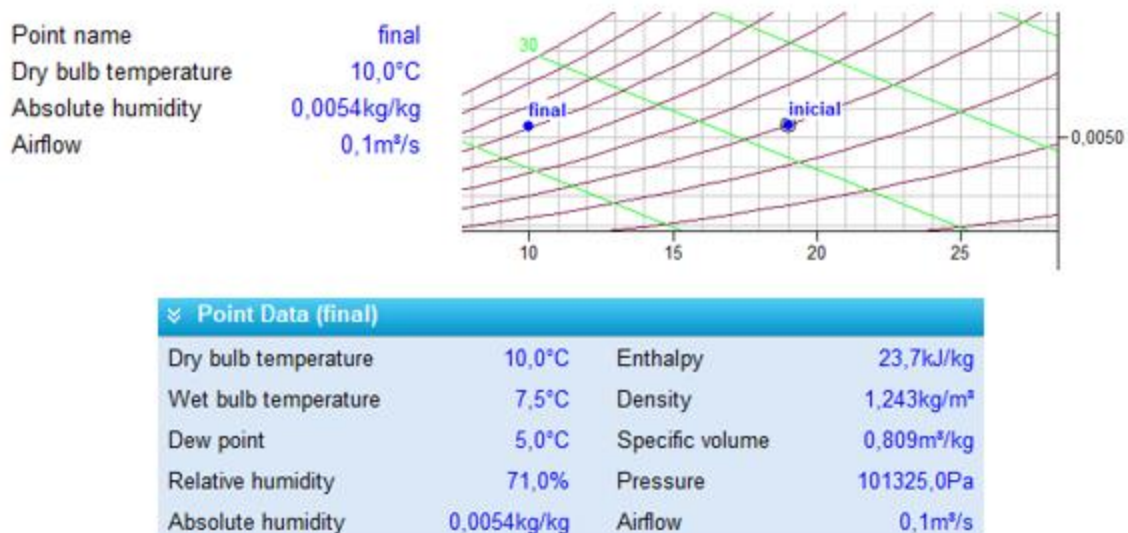 Point name final
Dry bulb temperature 10,0°C
Absolute humidity 0,0054kg/kg
Airflow 0,1m³/s
30
final
inicial
0,0050
10 15 20 25
Point Data (final)
Dry bulb temperature 10,0°C Enthalpy 23,7kJ/kg
Wet bulb temperature 7,5°C Density 1,243kg/m³
Dew point 5,0°C Specific volume 0,809m³/kg
Relative humidity 71,0% Pressure 101325,0Pa
Absolute humidity 0,0054kg/kg Airflow 0,1m³/s